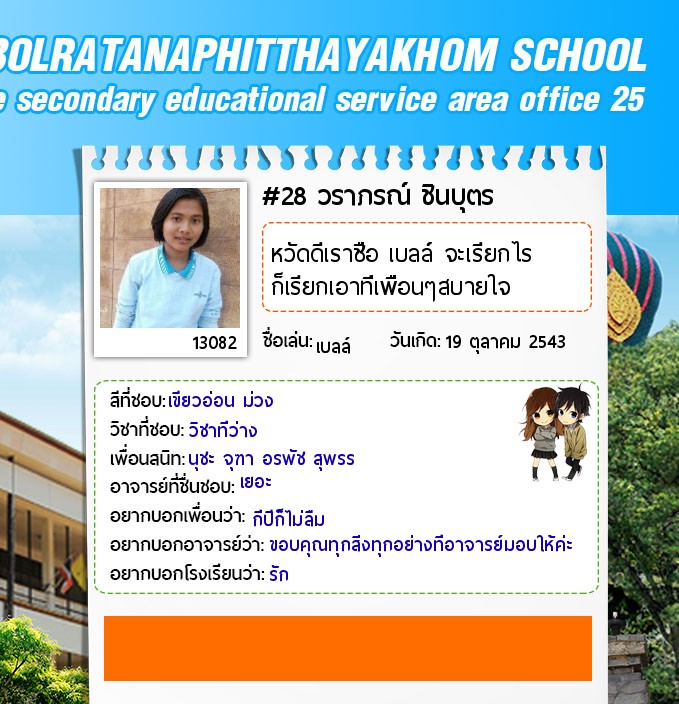 BOLRATANAPHITTHAYAKHOM SCHOOL
e secondary educational service area office 25
#28 วราภรณ์ ชินบุตร
หวัดดีเราชื่อ เบลล์ จะเรียกไร
ก็เรียกเอาที่เพื่อนๆสบายใจ
13082
ชื่อเล่น: เบลล์ วันเกิด: 19 ตุลาคม 2543
สีที่ชอบ: เขียวอ่อน ม่วง
วิชาที่ชอบ: วิชาที่ว่าง
เพื่อนสนิท: นุชะ จุฑา อรพัช สุพรร
อาจารย์ที่ชื่นชอบ: เยอะ
อยากบอกเพื่อนว่า: กี่ปีก็ไม่ลืม
อยากบอกอาจารย์ว่า: ขอบคุณทุกสิ่งทุกอย่างที่อาจารย์มอบให้ค่ะ
อยากบอกโรงเรียนว่า: รัก